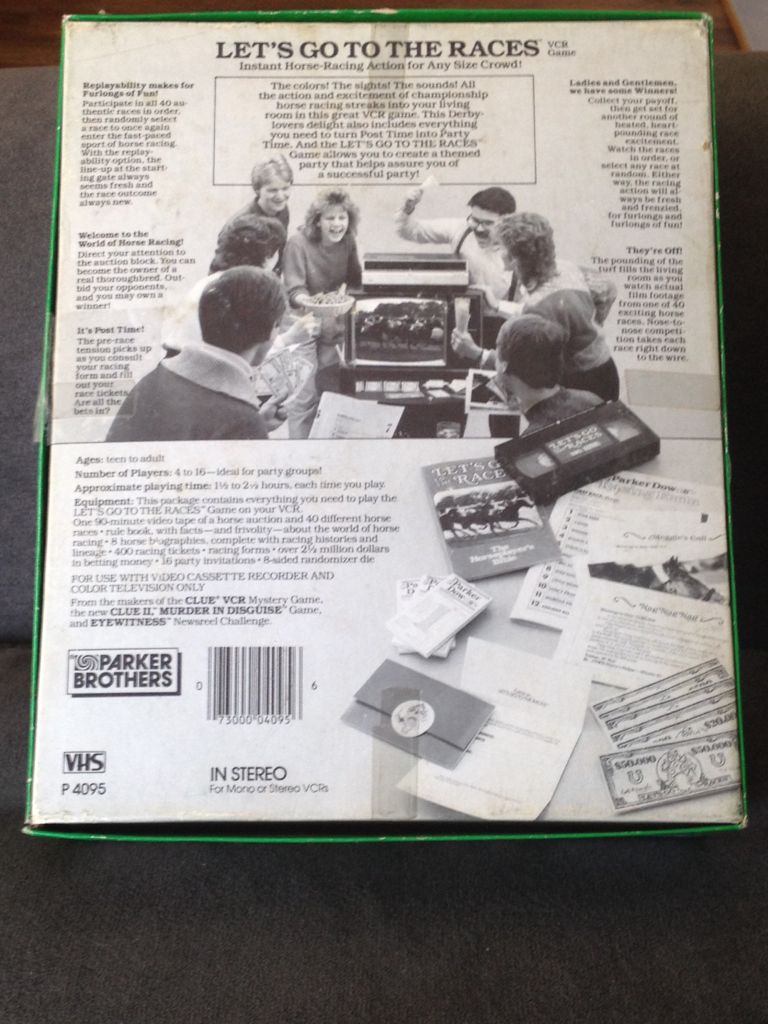 LET'S GO TO THE RACES™ VCR Game
Instant Horse-Racing Action for Any Size Crowd!
The colors! The sights! The sounds! All
the action and excitement of championship
horse racing streaks into your living
room in this great VCR game. This Derby-
lovers delight also includes everything
you need to turn Post Time into Party
Time. And the LET'S GO TO THE RACES™
Game allows you to create a themed
party that helps assure you of
a successful party!
Replayability makes for
Furlongs of Fun!
Participate in all 40 au-
thentic races in order,
then randomly select
a race to once again
enter the fast-paced
sport of horse racing.
With the replay-
ability option, the
line-up at the start-
ing gate always
seems fresh and
the race outcome
always new.
Welcome to the
World of Horse Racing!
Direct your attention to
the auction block. You can
become the owner of a
real thoroughbred. Out-
bid your opponents,
and you may own a
winner!
It's Post Time!
The pre-race
tension picks up
as you consult
your racing
form and fill
out your
race tickets.
Are all the
bets in?
Ladies and Gentlemen,
we have some Winners!
Collect your payoff,
then get set for
another round of
heated, heart-
pounding race
excitement.
Watch the races
in order, or
select any race at
random. Either
way, the racing
action will al-
ways be fresh
and frenzied,
for furlongs and
furlongs of fun!
They're Off!
The pounding of the
turf fills the living
room as you
watch actual
film footage
from one of 40
exciting horse
races. Nose-to-
nose competi-
tion takes each
race right down
to the wire.
Ages: teen to adult
Number of Players: 4 to 16—ideal for party groups!
Approximate playing time: 1½ to 2½ hours, each time you play.
Equipment: This package contains everything you need to play the
LET'S GO TO THE RACES™ Game on your VCR.
One 90-minute video tape of a horse auction and 40 different horse
races • rule book, with facts—and frivolity—about the world of horse
racing • 8 horse biographies, complete with racing histories and
lineage • 400 racing tickets • racing forms • over 2¼ million dollars
in betting money • 16 party invitations • 8-sided randomizer die
FOR USE WITH VIDEO CASSETTE RECORDER AND
COLOR TELEVISION ONLY
From the makers of the CLUE® VCR Mystery Game,
the new CLUE II,® MURDER IN DISGUISE™ Game,
and EYEWITNESS™ Newsreel Challenge.
PARKER
BROTHERS
0 73000 04095 6
VHS
P 4095
IN STEREO
For Mono or Stereo VCRs
LET'S GO
TO THE RACES
LET'S GO
RACES
The
Parker Downs
Parker
Dow
1
$50,000
$50,000